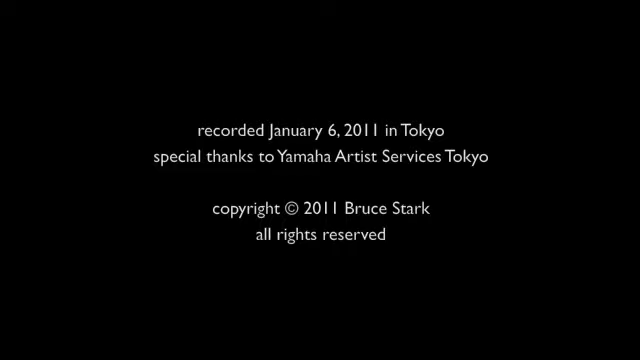 recorded January 6, 2011 in Tokyo
special thanks to Yamaha Artist Services Tokyo
copyright © 2011 Bruce Stark
all rights reserved